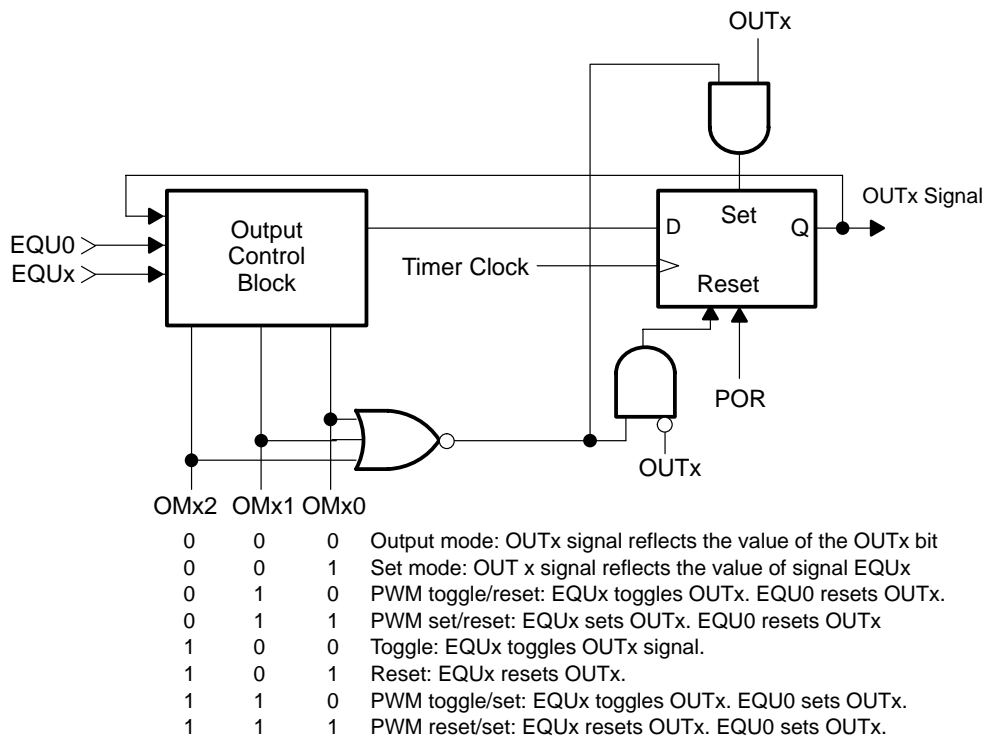 OUTx
OUTx Signal
Output
Control
Block
EQU0
EQUx
D
Set
Q
Timer Clock
Reset
POR
OUTx
OMx2 OMx1 OMx0
0 0 0 Output mode: OUTx signal reflects the value of the OUTx bit
0 0 1 Set mode: OUT x signal reflects the value of signal EQUx
0 1 0 PWM toggle/reset: EQUx toggles OUTx. EQU0 resets OUTx.
0 1 1 PWM set/reset: EQUx sets OUTx. EQU0 resets OUTx
1 0 0 Toggle: EQUx toggles OUTx signal.
1 0 1 Reset: EQUx resets OUTx.
1 1 0 PWM toggle/set: EQUx toggles OUTx. EQU0 sets OUTx.
1 1 1 PWM reset/set: EQUx resets OUTx. EQU0 sets OUTx.